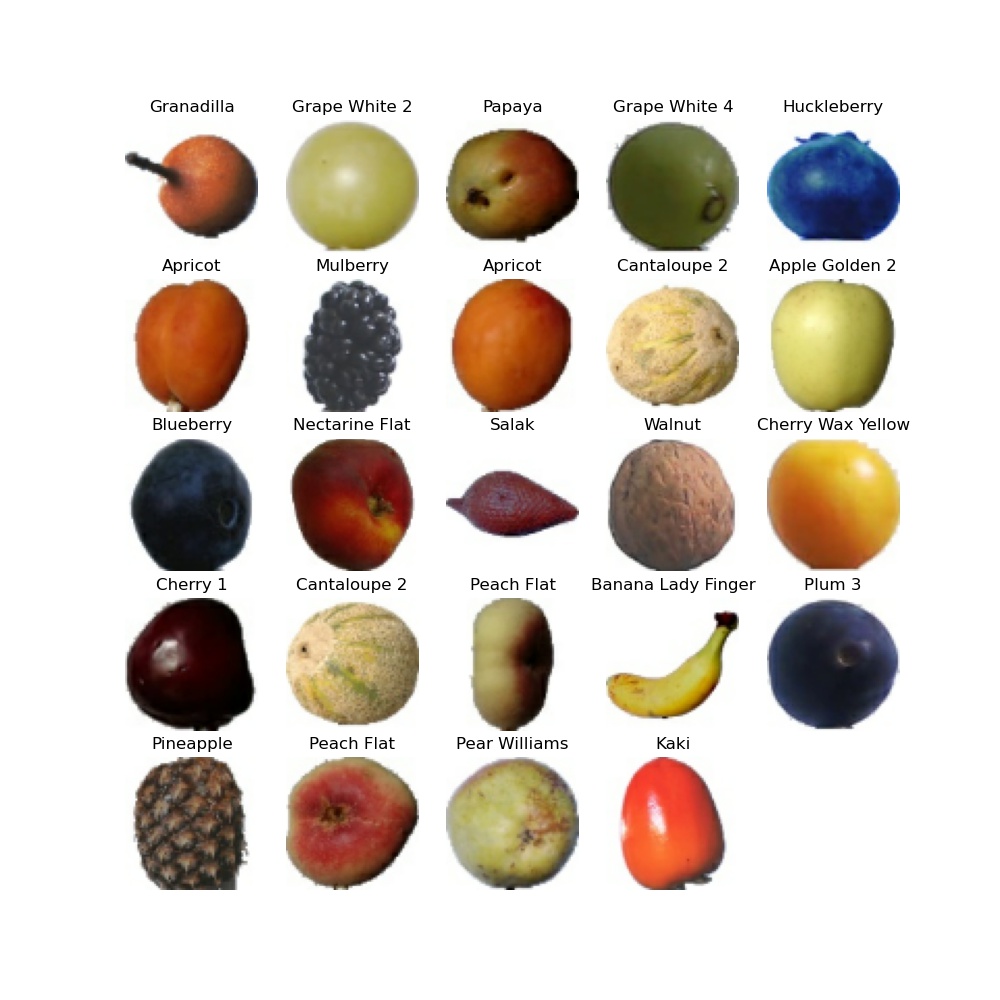 Granadilla Grape White 2 Papaya Grape White 4 Huckleberry
Apricot Mulberry Apricot Cantaloupe 2 Apple Golden 2
Blueberry Nectarine Flat Salak Walnut Cherry Wax Yellow
Cherry 1 Cantaloupe 2 Peach Flat Banana Lady Finger Plum 3
Pineapple Peach Flat Pear Williams Kaki